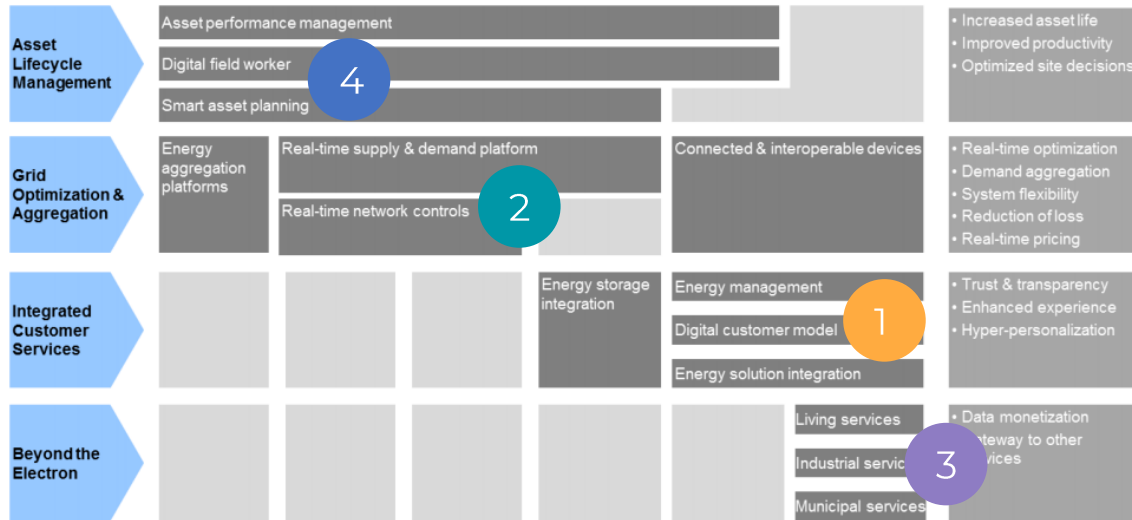 Asset
Lifecycle
Management
Asset performance management
Digital field worker
4
Smart asset planning
• Increased asset life
• Improved productivity
• Optimized site decisions
Grid
Optimization &
Aggregation
Energy
aggregation
platforms
Real-time supply & demand platform
Real-time network controls
2
Connected & interoperable devices
• Real-time optimization
• Demand aggregation
• System flexibility
• Reduction of loss
• Real-time pricing
Integrated
Customer
Services
Energy storage
integration
Energy management
Digital customer model
1
Energy solution integration
• Trust & transparency
• Enhanced experience
• Hyper-personalization
Beyond the
Electron
Living services
Industrial
3
Municipal services
• Data monetization
to other